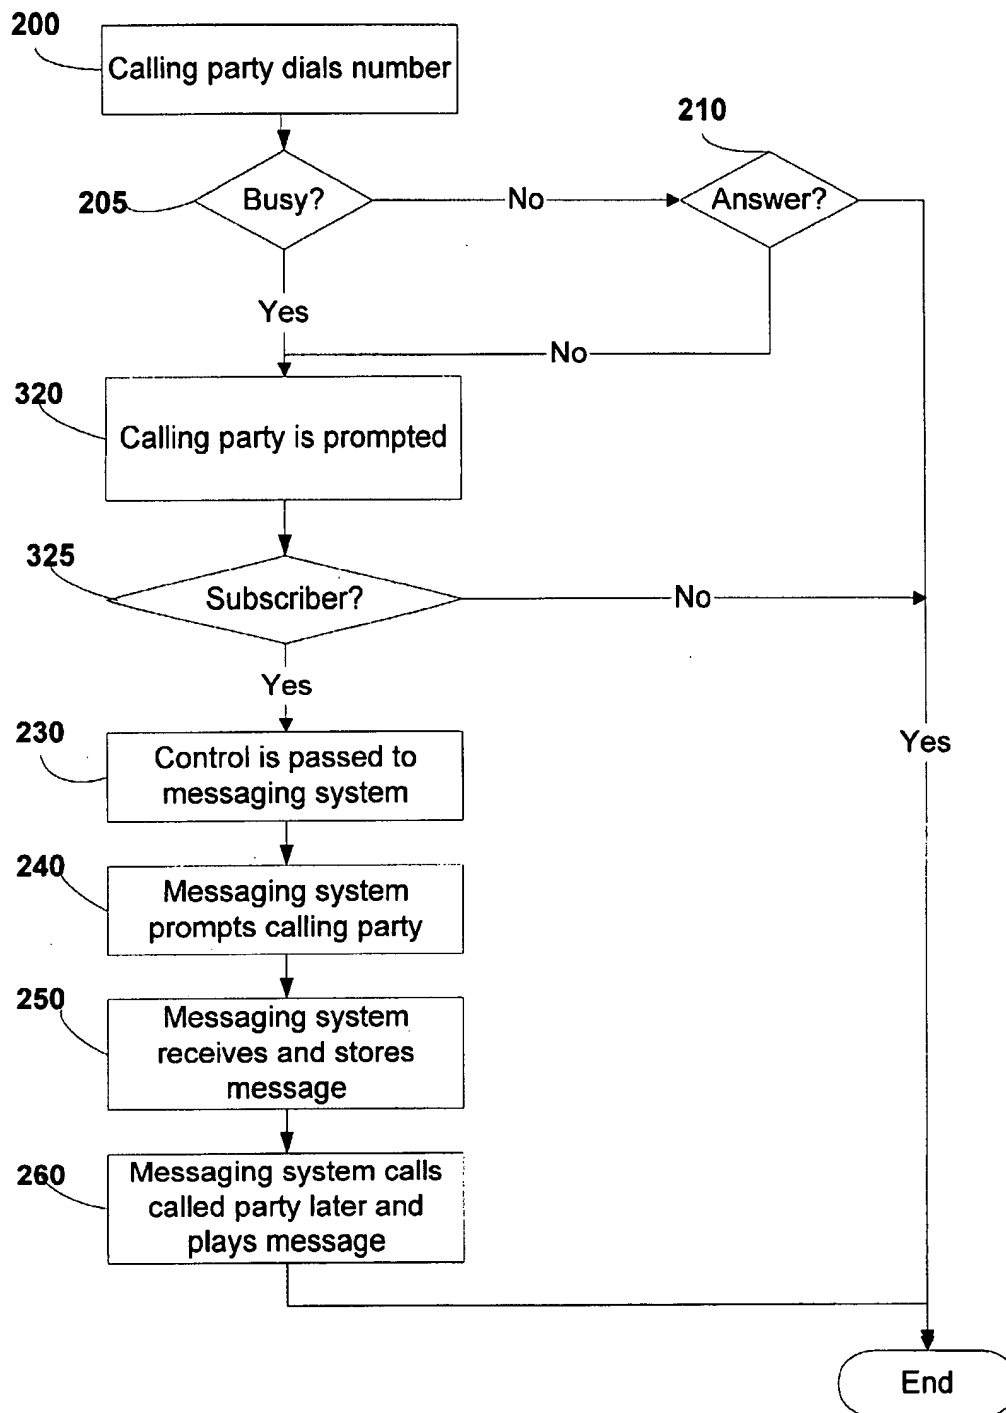 200
Calling party dials number
210
205
Busy?
No
Answer?
Yes
No
320
Calling party is prompted
325
Subscriber?
No
Yes
230
Control is passed to
messaging system
Yes
240
Messaging system
prompts calling party
250
Messaging system
receives and stores
message
260
Messaging system calls
called party later and
plays message
End